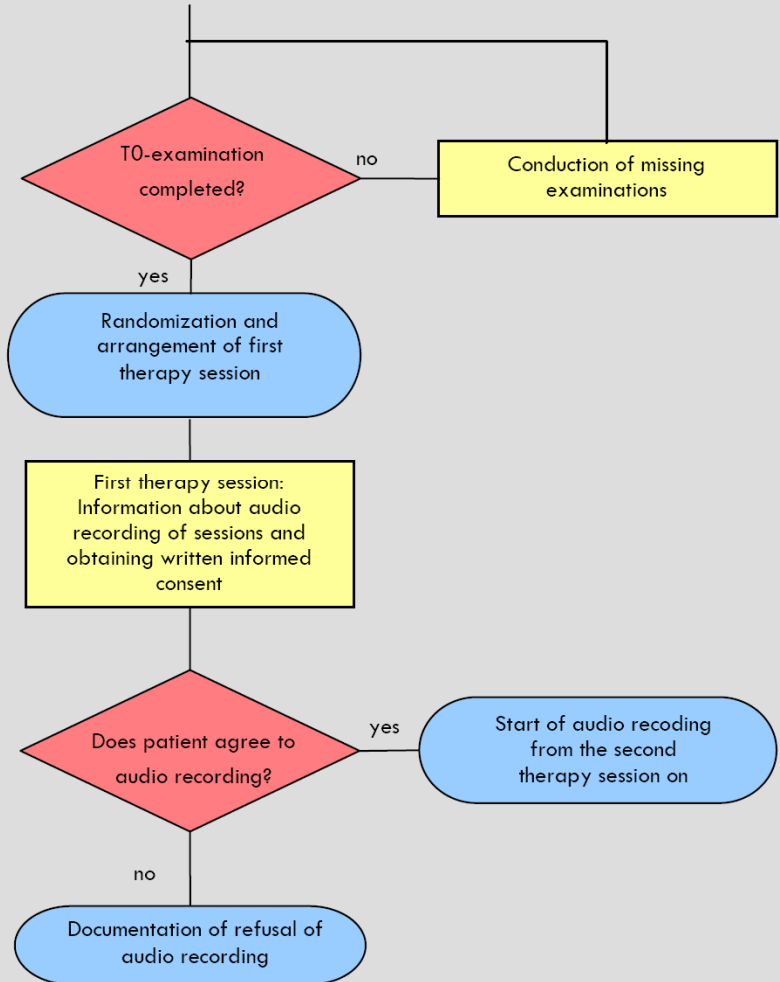 T0-examination
completed?
no
Conduction of missing
examinations
yes
Randomization and
arrangement of first
therapy session
First therapy session:
Information about audio
recording of sessions and
obtaining written informed
consent
Does patient agree to
audio recording?
yes
Start of audio recoding
from the second
therapy session on
no
Documentation of refusal of
audio recording